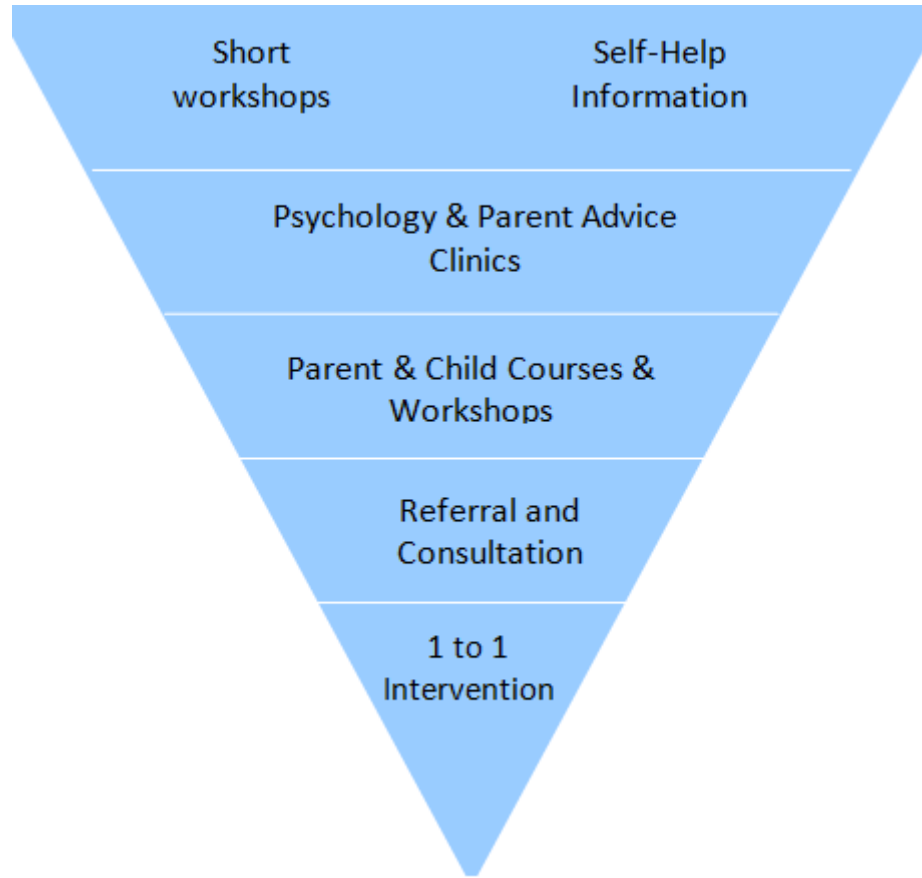 Short
workshops
Self-Help
Information
Psychology & Parent Advice
Clinics
Parent & Child Courses &
Workshops
Referral and
Consultation
1 to 1
Intervention